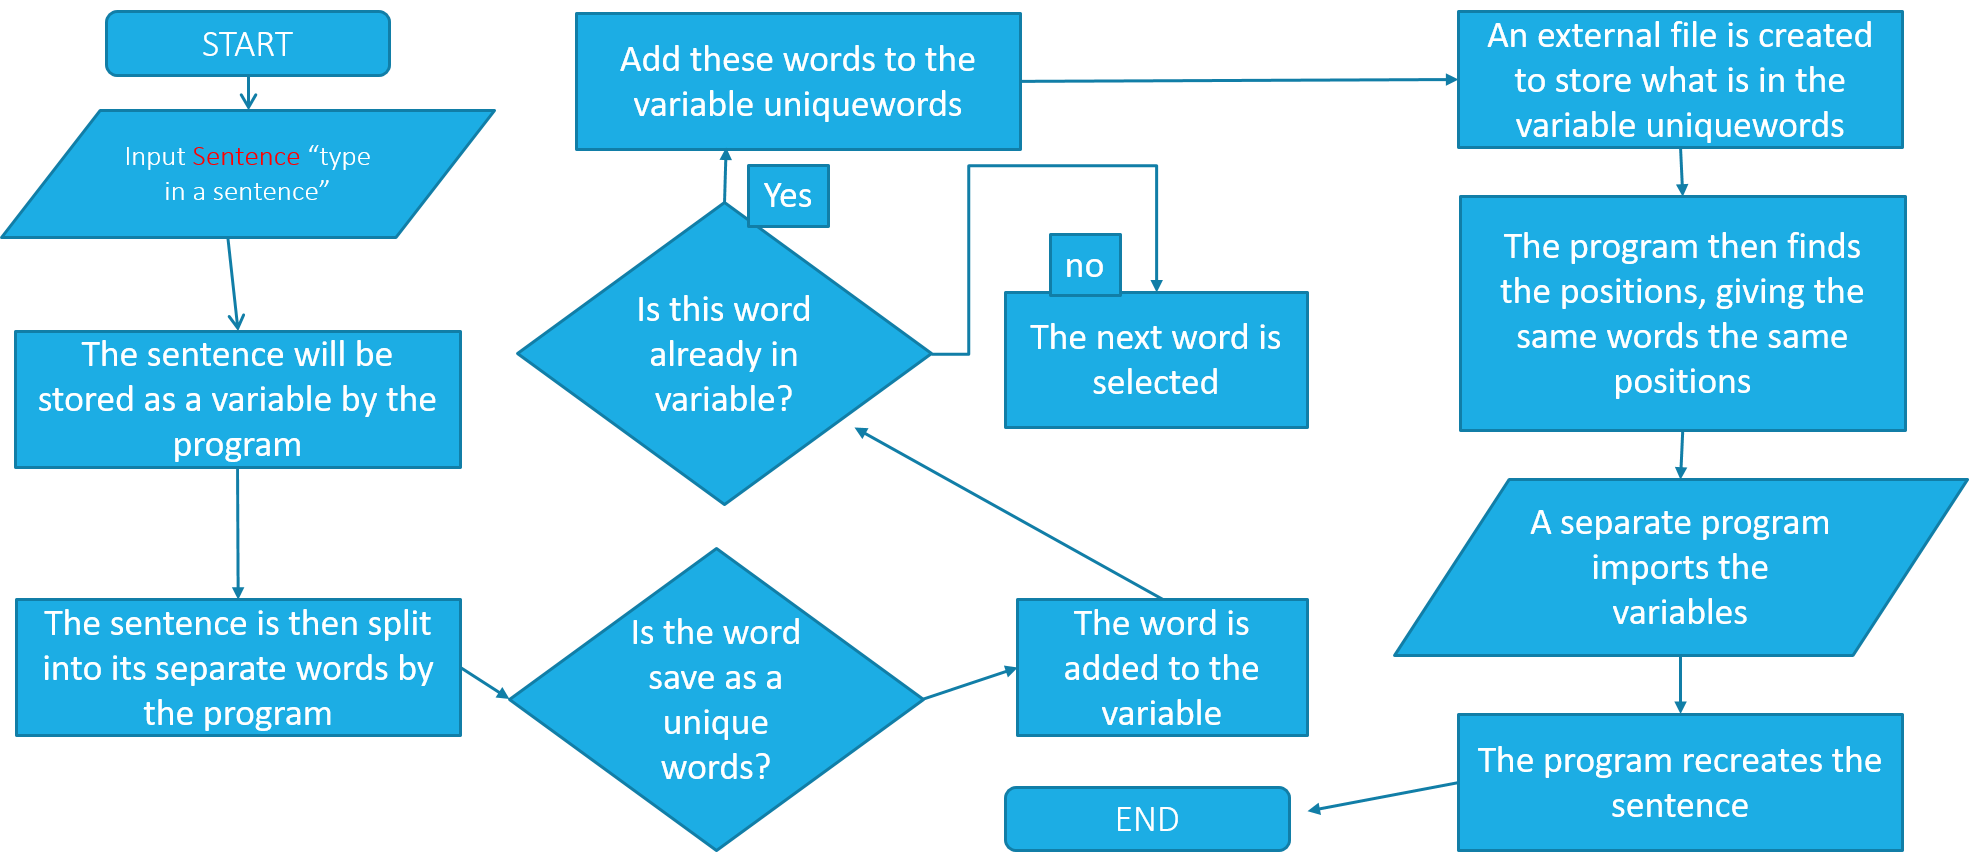 START
Input Sentence “type
in a sentence”
The sentence will be
stored as a variable by the
program
The sentence is then split
into its separate words by
the program
Is the word
save as a
unique
words?
The word is
added to the
variable
Is this word
already in
variable?
Yes
Add these words to the
variable uniquewords
no
The next word is
selected
An external file is created
to store what is in the
variable uniquewords
The program then finds
the positions, giving the
same words the same
positions
A separate program
imports the
variables
The program recreates the
sentence
END